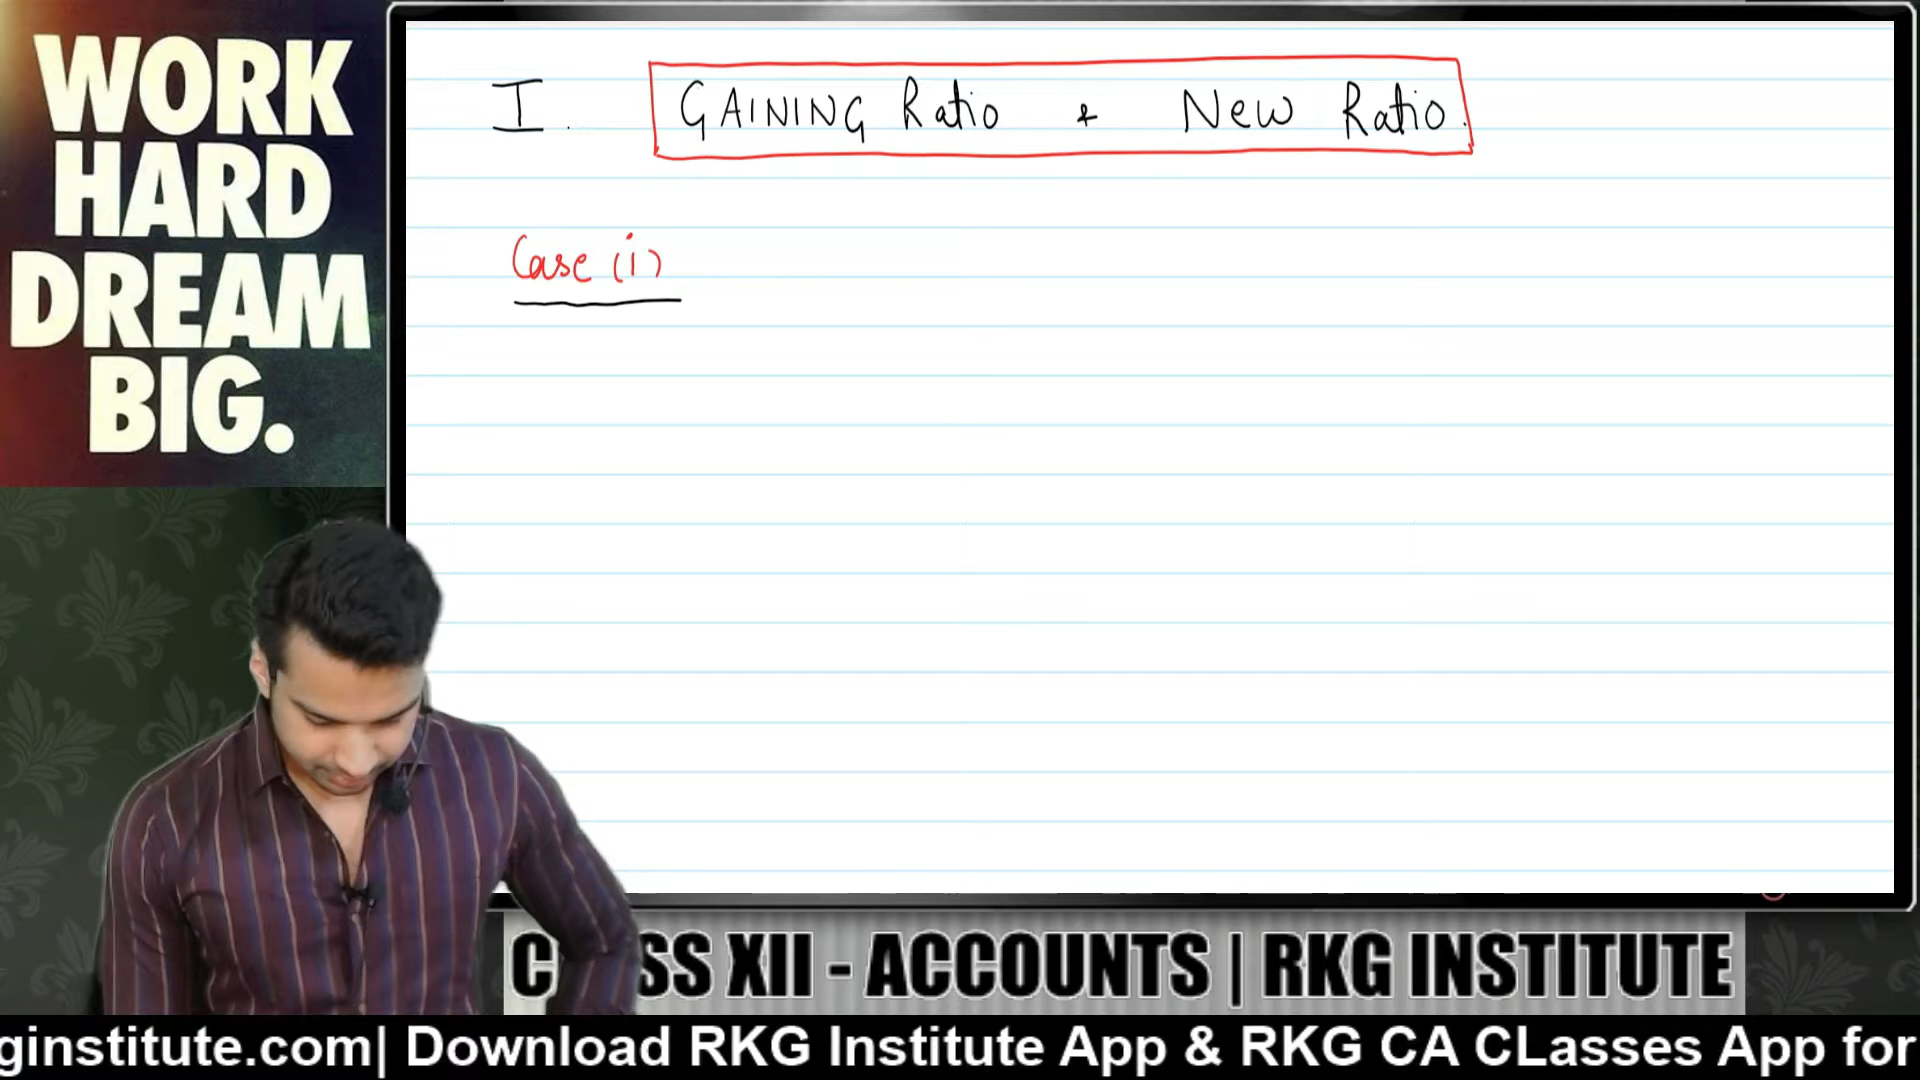 WORK
HARD
DREAM
BIG.
I. GAINING Ratio & New Ratio.
Case (i)
SS XII - ACCOUNTS | RKG INSTITUTE
ginstitute.com| Download RKG Institute App & RKG CA CLasses App for